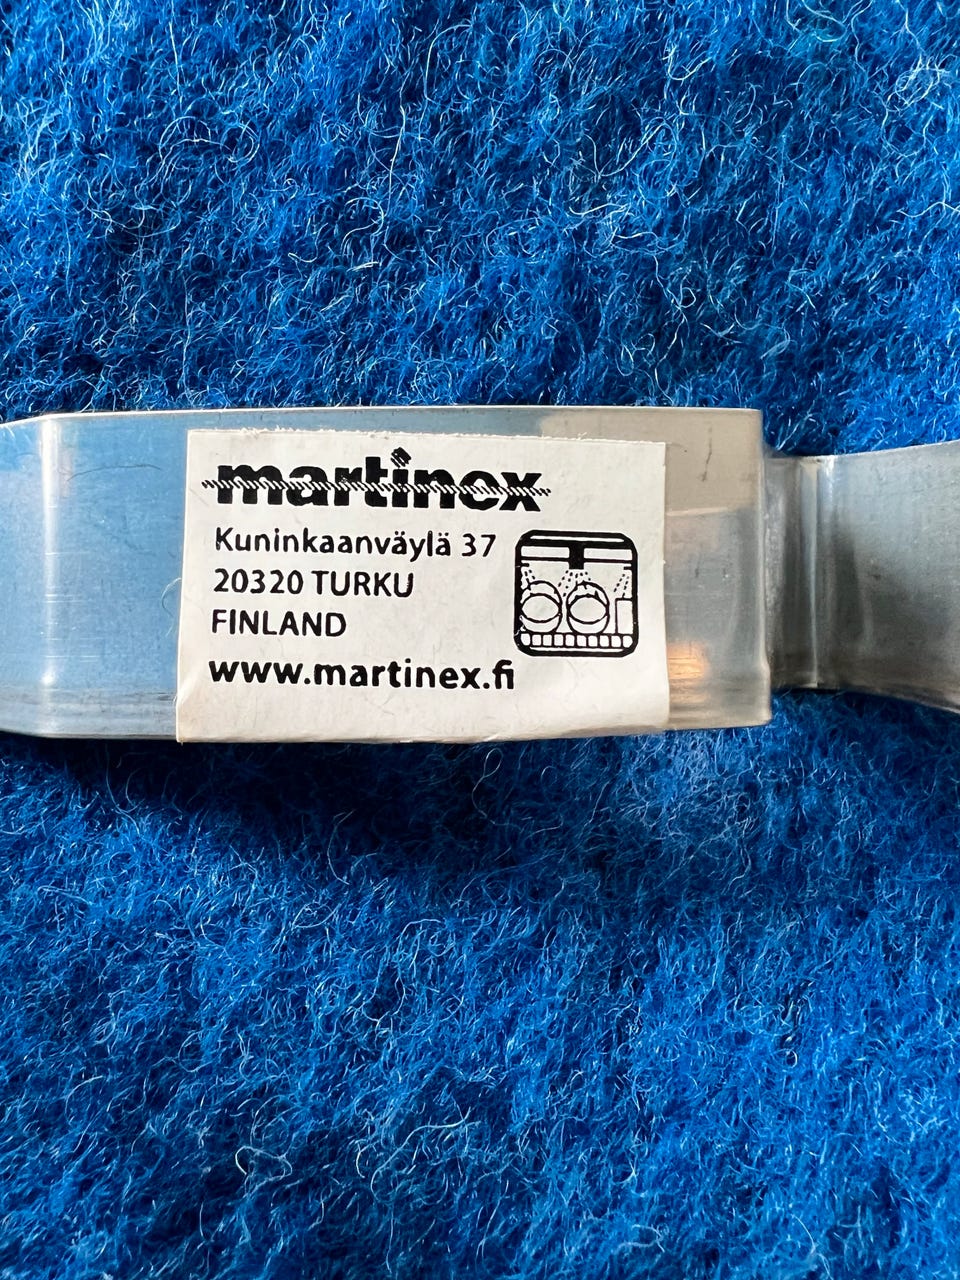 martinex
Kuninkaanväylä 37
20320 TURKU
FINLAND
www.martinex.fi